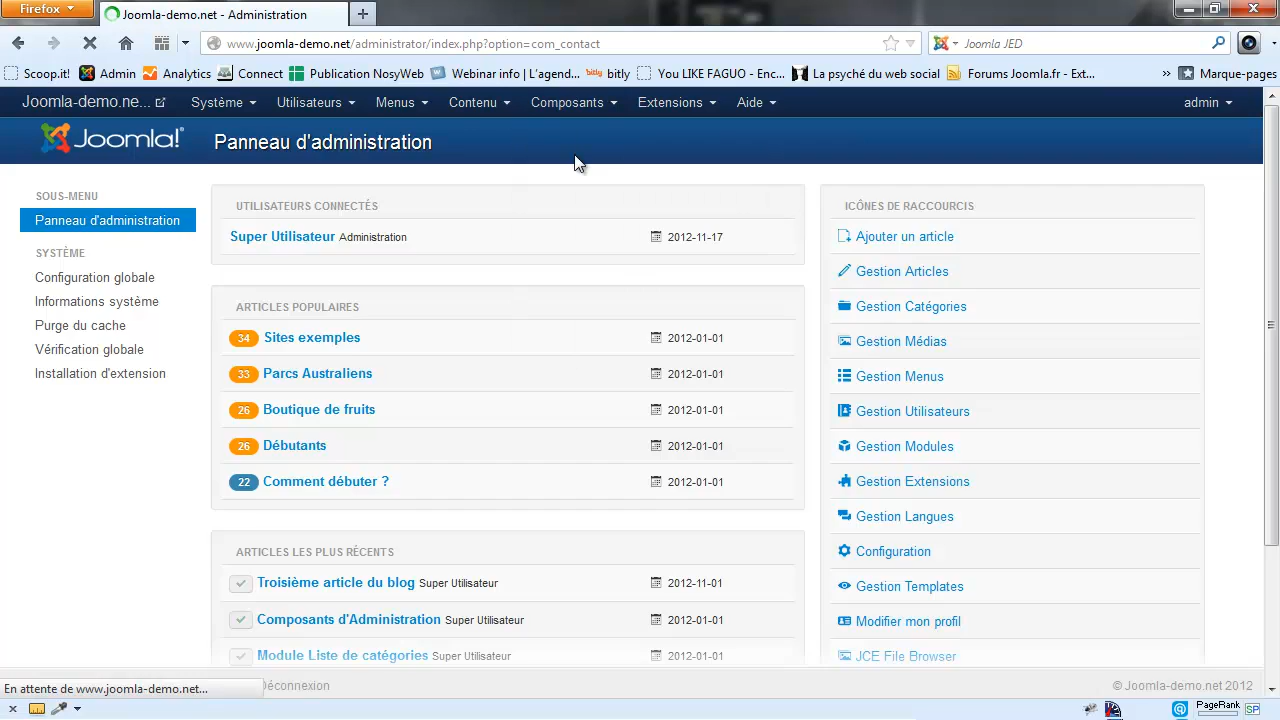 Firefox
Joomla-demo.net - Administration
www.joomla-demo.net/administrator/index.php?option=com_contact
Joomla JED
Scoop.it! Admin Analytics Connect Publication NosyWeb Webinar info | L'agend... bitly bitly You LIKE FAGUO - Enc... La psyché du web social Forums Joomla.fr - Ext... » Marque-pages
Joomla-demo.ne... Système Utilisateurs Menus Contenu Composants Extensions Aide admin
Joomla! Panneau d'administration
SOUS-MENU
Panneau d'administration
SYSTÈME
Configuration globale
Informations système
Purge du cache
Vérification globale
Installation d'extension
UTILISATEURS CONNECTÉS
Super Utilisateur Administration 2012-11-17
ARTICLES POPULAIRES
34 Sites exemples 2012-01-01
33 Parcs Australiens 2012-01-01
26 Boutique de fruits 2012-01-01
26 Débutants 2012-01-01
22 Comment débuter ? 2012-01-01
ARTICLES LES PLUS RÉCENTS
Troisième article du blog Super Utilisateur 2012-11-01
Composants d'Administration Super Utilisateur 2012-01-01
Module Liste de catégories Super Utilisateur 2012-01-01
ICÔNES DE RACCOURCIS
Ajouter un article
Gestion Articles
Gestion Catégories
Gestion Médias
Gestion Menus
Gestion Utilisateurs
Gestion Modules
Gestion Extensions
Gestion Langues
Configuration
Gestion Templates
Modifier mon profil
JCE File Browser
En attente de www.joomla-demo.net... Déconnexion © Joomla-demo.net 2012
PageRank SP